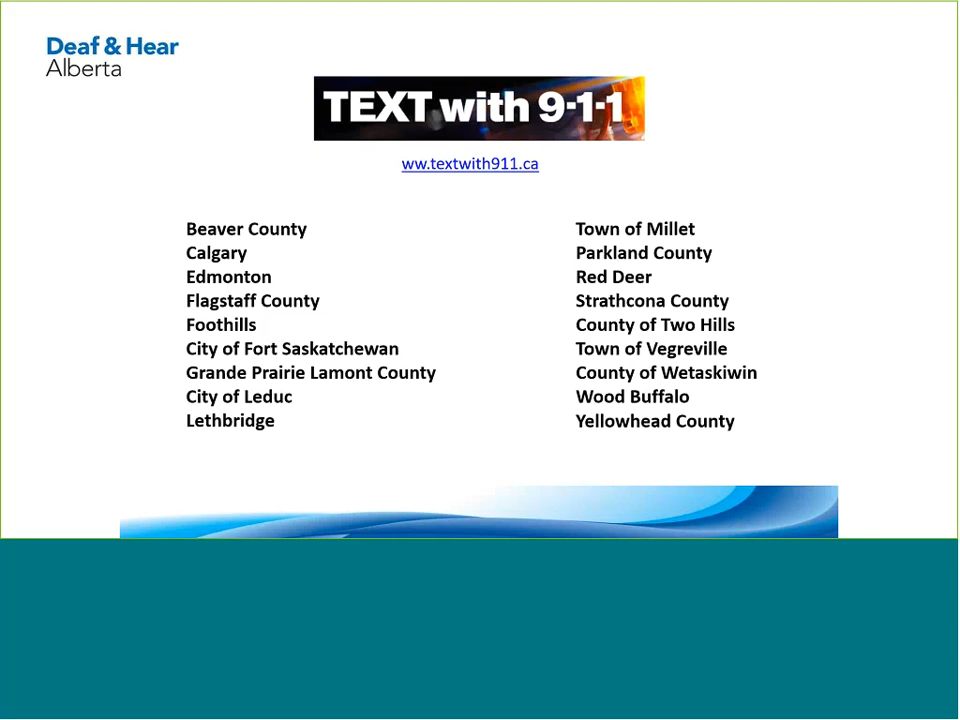 Deaf & Hear
Alberta
TEXT with 9-1-1
ww.textwith911.ca
Beaver County
Calgary
Edmonton
Flagstaff County
Foothills
City of Fort Saskatchewan
Grande Prairie Lamont County
City of Leduc
Lethbridge
Town of Millet
Parkland County
Red Deer
Strathcona County
County of Two Hills
Town of Vegreville
County of Wetaskiwin
Wood Buffalo
Yellowhead County